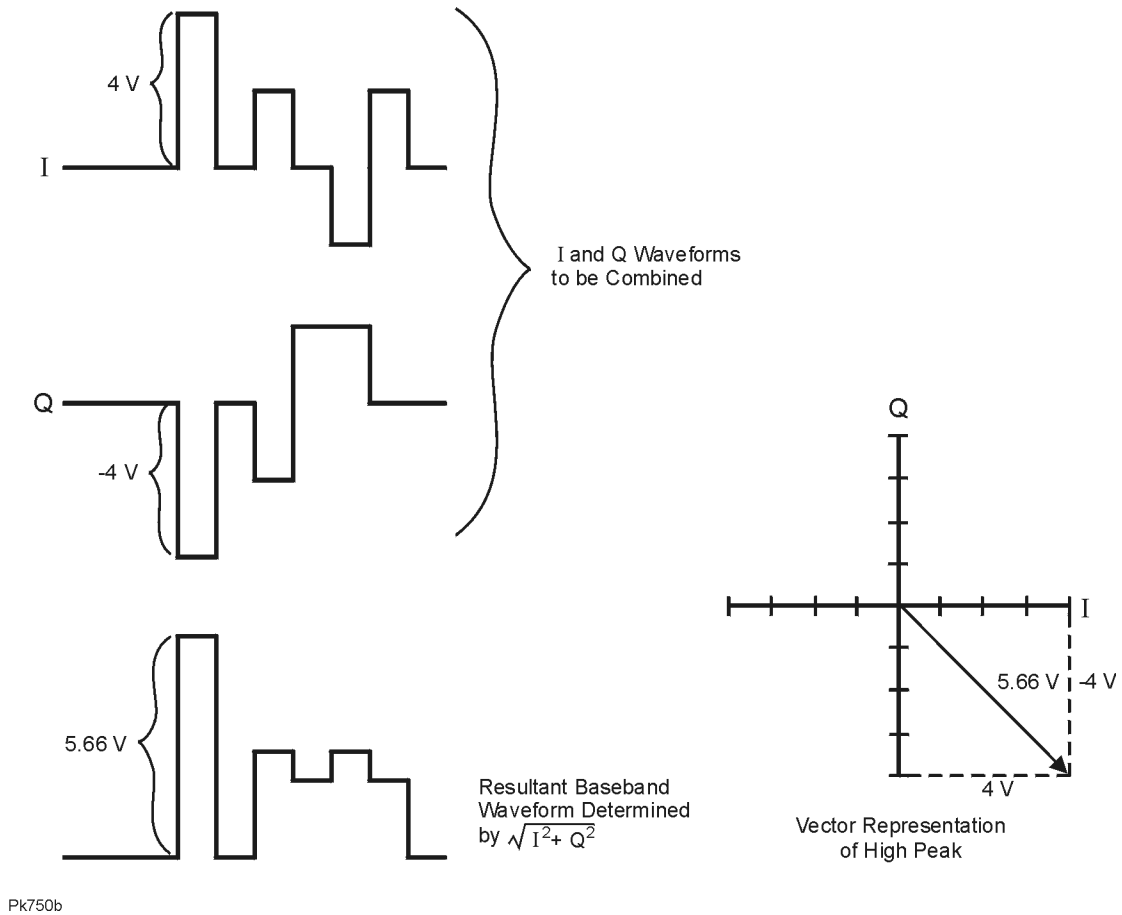 4 V
I
I and Q Waveforms
to be Combined
Q
-4 V
Q
I
5.66 V
-4 V
4 V
5.66 V
Resultant Baseband
Waveform Determined
by √I²+ Q²
Vector Representation
of High Peak
Pk750b